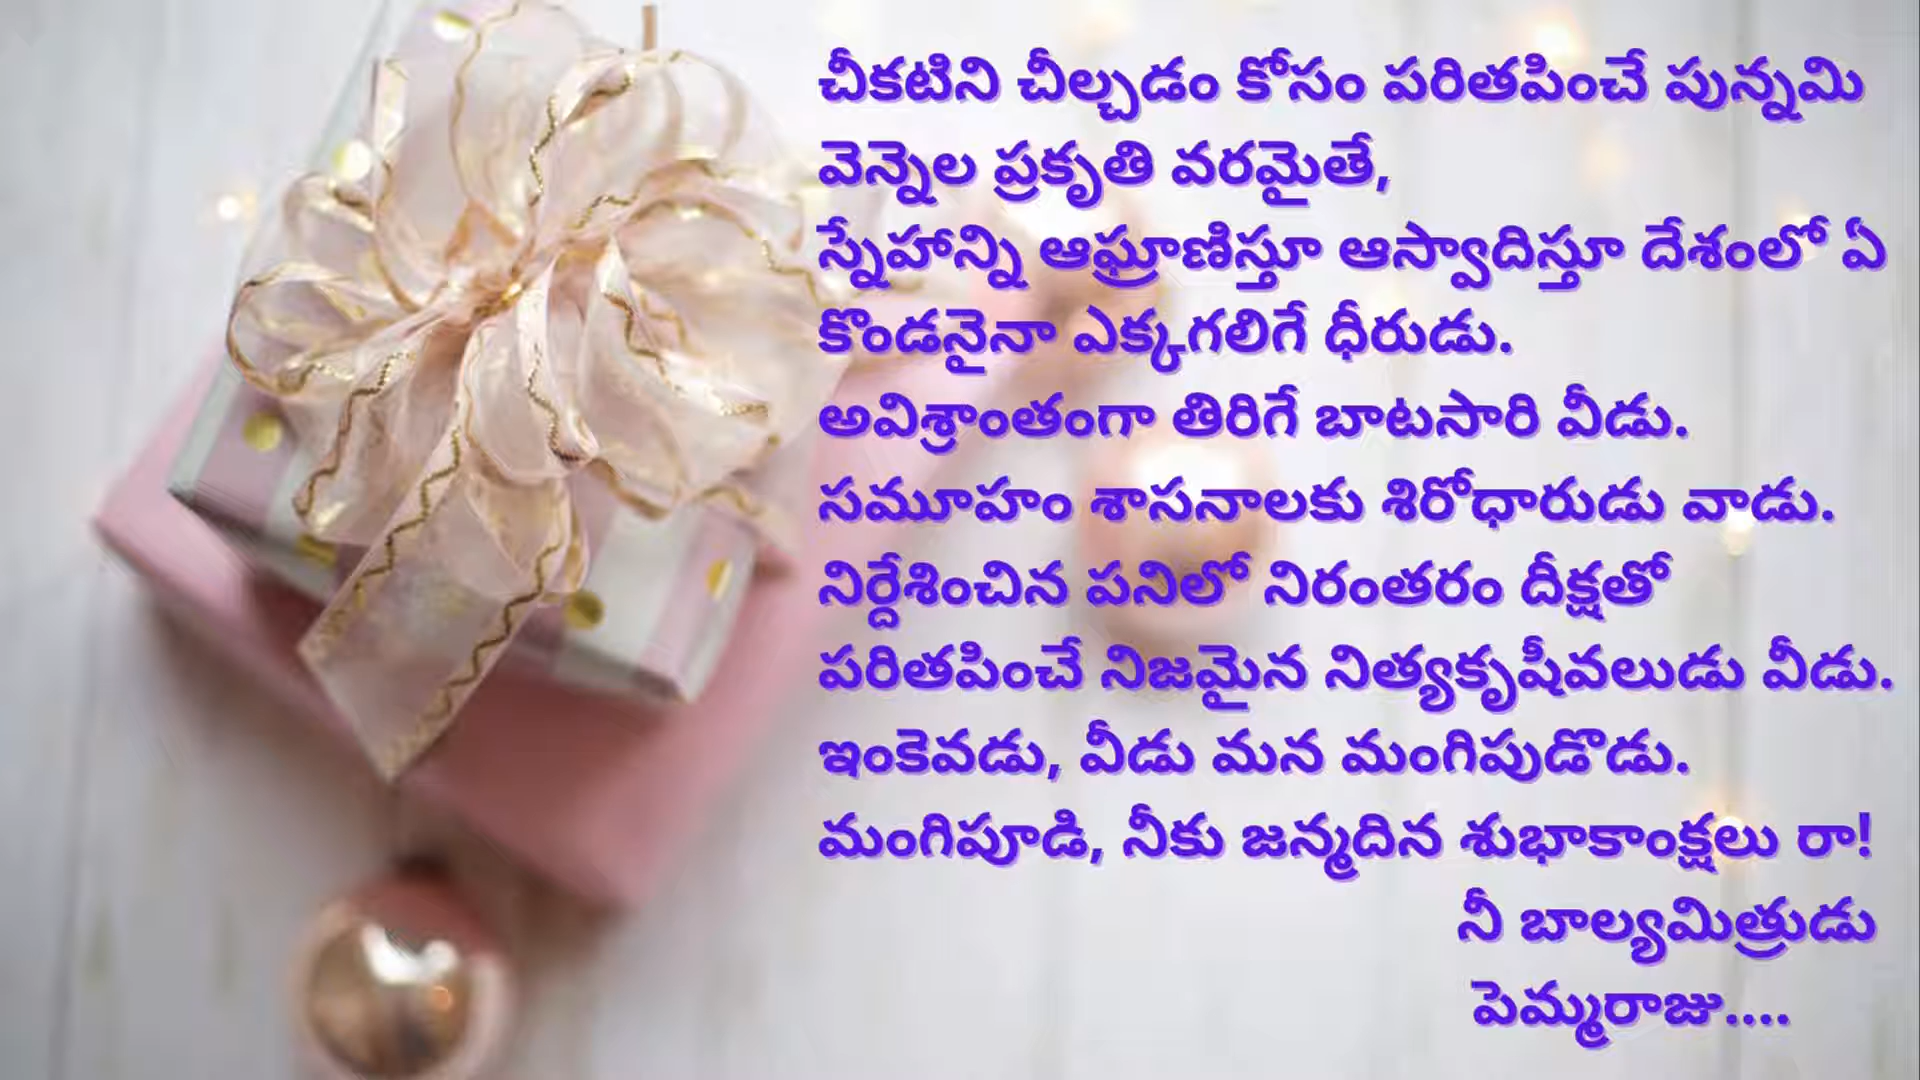 చీకటిని చీల్చడం కోసం పరితపించే పున్నమి
వెన్నెల ప్రకృతి వరమైతే,
స్నేహాన్ని ఆఘ్రాణిస్తూ ఆస్వాదిస్తూ దేశంలో ఏ
కొండనైనా ఎక్కగలిగే ధీరుడు.
అవిశ్రాంతంగా తిరిగే బాటసారి వీడు.
సమూహం శాసనాలకు శిరోధారుడు వాడు.
నిర్దేశించిన పనిలో నిరంతరం దీక్షతో
పరితపించే నిజమైన నిత్యకృషీవలుడు వీడు.
ఇంకెవడు, వీడు మన మంగిపుడొడు.
మంగిపూడి, నీకు జన్మదిన శుభాకాంక్షలు రా!
నీ బాల్యమిత్రుడు
పెమ్మరాజు....